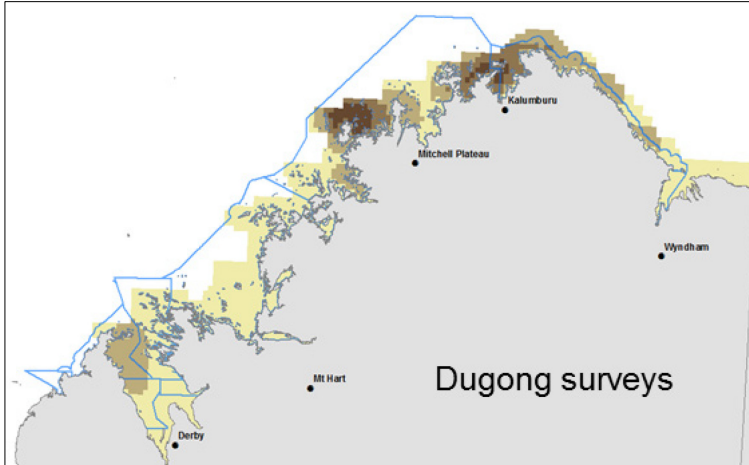 Kalumburu
Mitchell Plateau
Wyndham
Mt Hart
Dugong surveys
Derby